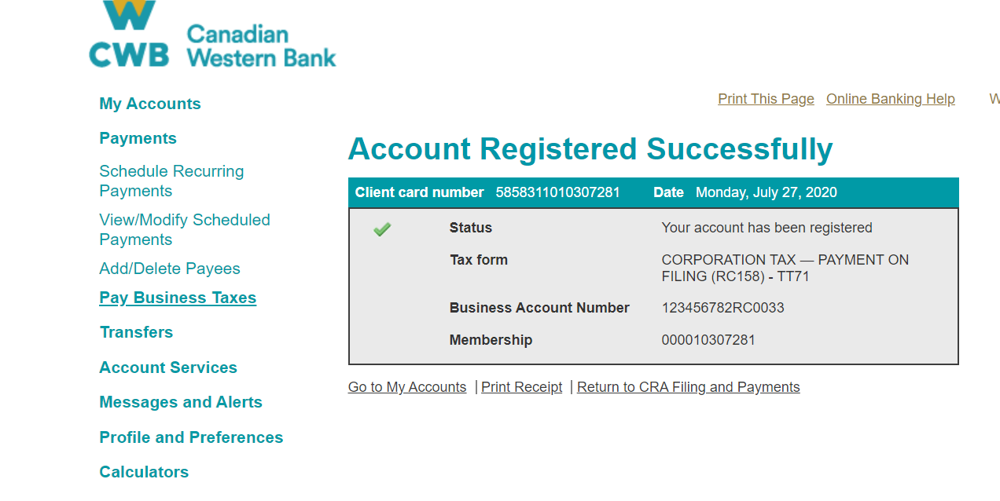 CWB
Canadian
Western Bank
Print This Page Online Banking Help W
My Accounts
Payments
Schedule Recurring
Payments
View/Modify Scheduled
Payments
Add/Delete Payees
Pay Business Taxes
Transfers
Account Services
Messages and Alerts
Profile and Preferences
Calculators
Account Registered Successfully
Client card number 5858311010307281 Date Monday, July 27, 2020
Status Your account has been registered
Tax form CORPORATION TAX — PAYMENT ON
FILING (RC158) - TT71
Business Account Number 123456782RC0033
Membership 000010307281
Go to My Accounts | Print Receipt | Return to CRA Filing and Payments